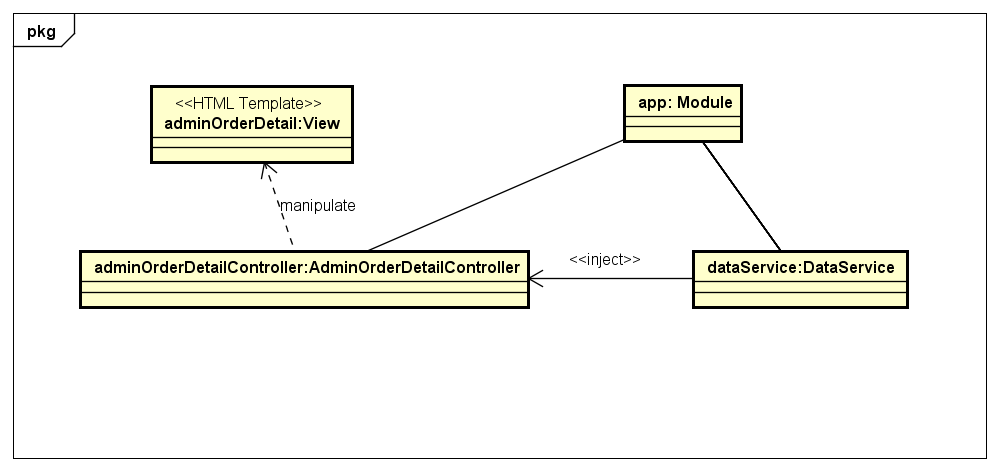 pkg
<<HTML Template>>
adminOrderDetail:View
app: Module
manipulate
adminOrderDetailController:AdminOrderDetailController
<<inject>>
dataService:DataService